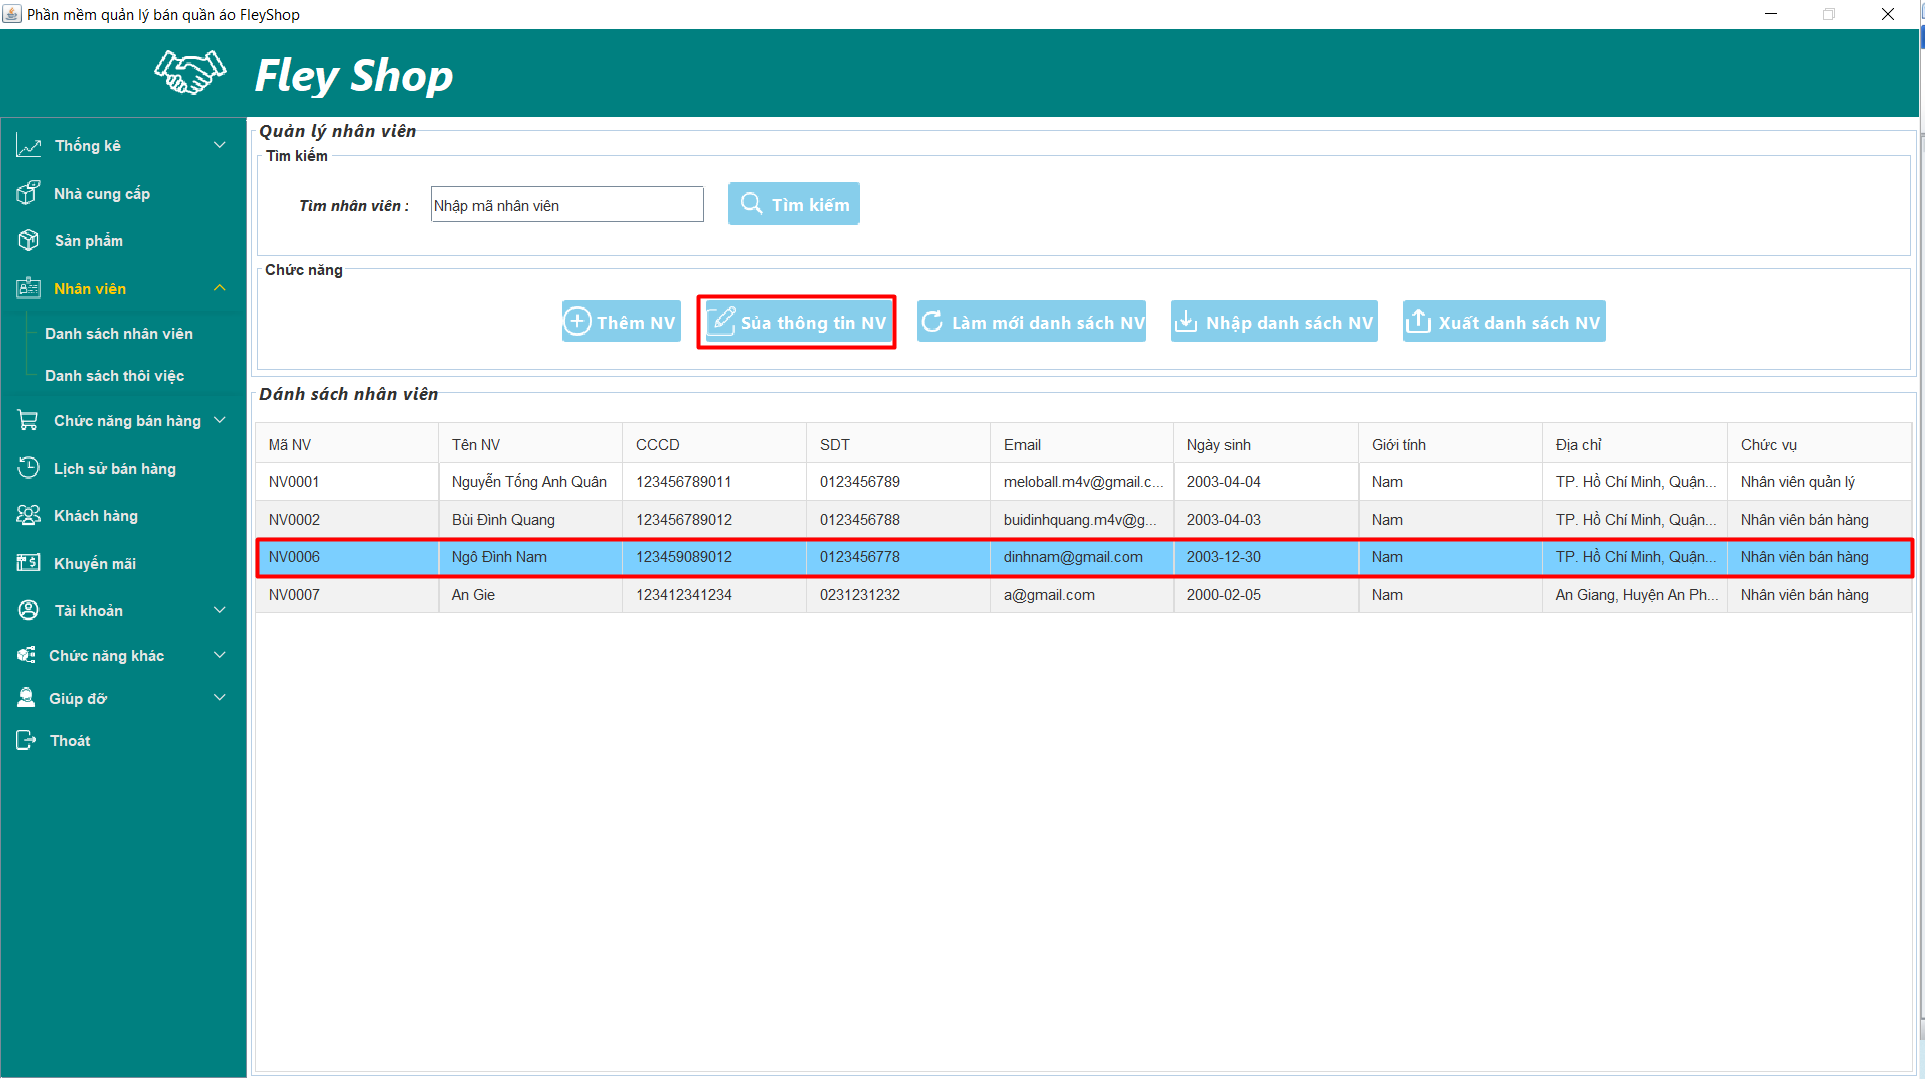 Phần mềm quản lý bán quần áo FleyShop
Fley Shop
Thống kê
Nhà cung cấp
Sản phẩm
Nhân viên
Danh sách nhân viên
Danh sách thôi việc
Chức năng bán hàng
Lịch sử bán hàng
Khách hàng
Khuyến mãi
Tài khoản
Chức năng khác
Giúp đỡ
Thoát
Quản lý nhân viên
Tìm kiếm
Tìm nhân viên :
Nhập mã nhân viên
Tìm kiếm
Chức năng
Thêm NV
Sủa thông tin NV
Làm mới danh sách NV
Nhập danh sách NV
Xuất danh sách NV
Dánh sách nhân viên
Mã NV Tên NV CCCD SDT Email Ngày sinh Giới tính Địa chỉ Chức vụ
NV0001 Nguyễn Tống Anh Quân 123456789011 0123456789 meloball.m4v@gmail.c... 2003-04-04 Nam TP. Hồ Chí Minh, Quận... Nhân viên quản lý
NV0002 Bùi Đình Quang 123456789012 0123456788 buidinhquang.m4v@g... 2003-04-03 Nam TP. Hồ Chí Minh, Quận... Nhân viên bán hàng
NV0006 Ngô Đình Nam 123459089012 0123456778 dinhnam@gmail.com 2003-12-30 Nam TP. Hồ Chí Minh, Quận... Nhân viên bán hàng
NV0007 An Gie 123412341234 0231231232 a@gmail.com 2000-02-05 Nam An Giang, Huyện An Ph... Nhân viên bán hàng